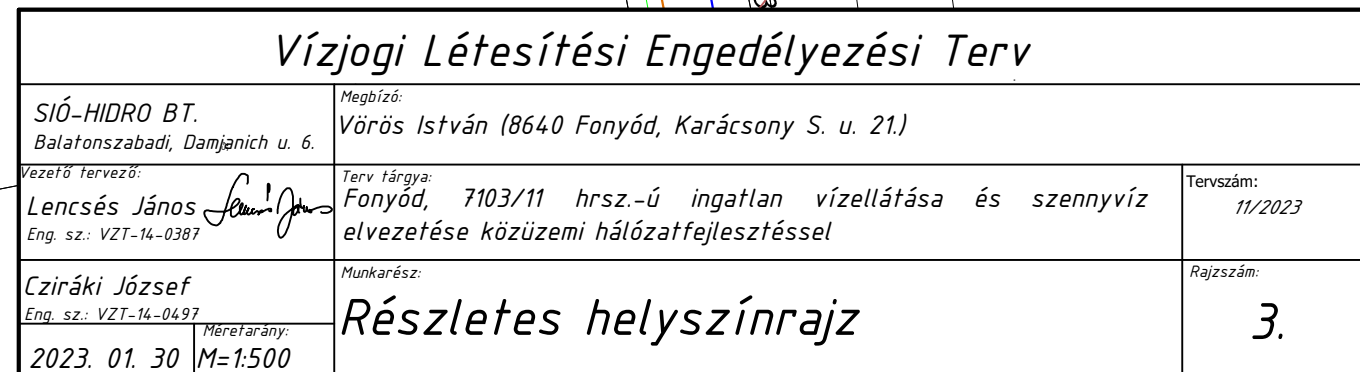 Vízjogi Létesítési Engedélyezési Terv
SIÓ-HIDRO BT.
Balatonszabadi, Damjanich u. 6.
Megbízó:
Vörös István (8640 Fonyód, Karácsony S. u. 21.)
Vezető tervező:
Lencsés János
Eng. sz.: VZT-14-0387
Terv tárgya:
Fonyód, 7103/11 hrsz.-ú ingatlan vízellátása és szennyvíz
elvezetése közüzemi hálózatfejlesztéssel
Tervszám:
11/2023
Cziráki József
Eng. sz.: VZT-14-0497
2023. 01. 30
Méretarány:
M=1:500
Munkarész:
Részletes helyszínrajz
Rajzszám:
3.